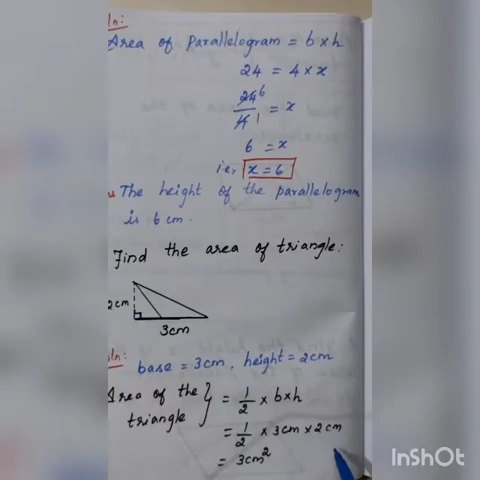 ln:
Area of parallelogram = b x h
24 = 4 x x
24 6 / 4 1 = x
6 = x
i.e., x = 6
The height of the parallelogram
is 6 cm.
Find the area of triangle:
2cm
3cm
ln:
base = 3cm, height = 2cm
Area of the triangle } = 1/2 x b x h
= 1/2 x 3cm x 2cm
= 3cm²
InShOt